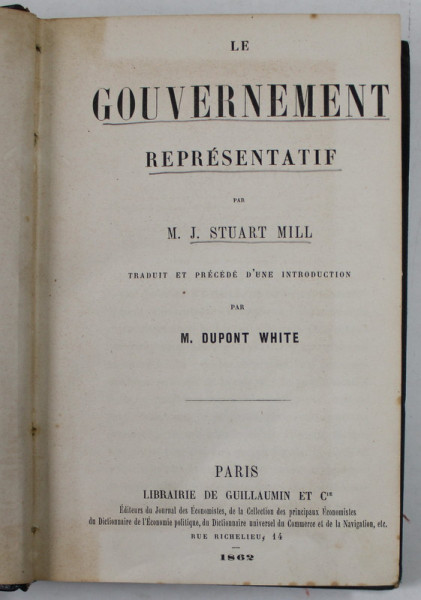 LE
GOUVERNEMENT
REPRÉSENTATIF
PAR
M. J. STUART MILL
TRADUIT ET PRÉCÉDÉ D'UNE INTRODUCTION
PAR
M. DUPONT WHITE
PARIS
LIBRAIRIE DE GUILLAUMIN ET Cie
Éditeurs du Journal des Économistes, de la Collection des principaux Économistes
du Dictionnaire de l'Économie politique, du Dictionnaire universel du Commerce et de la Navigation, etc.
RUE RICHELIEU, 14
1862